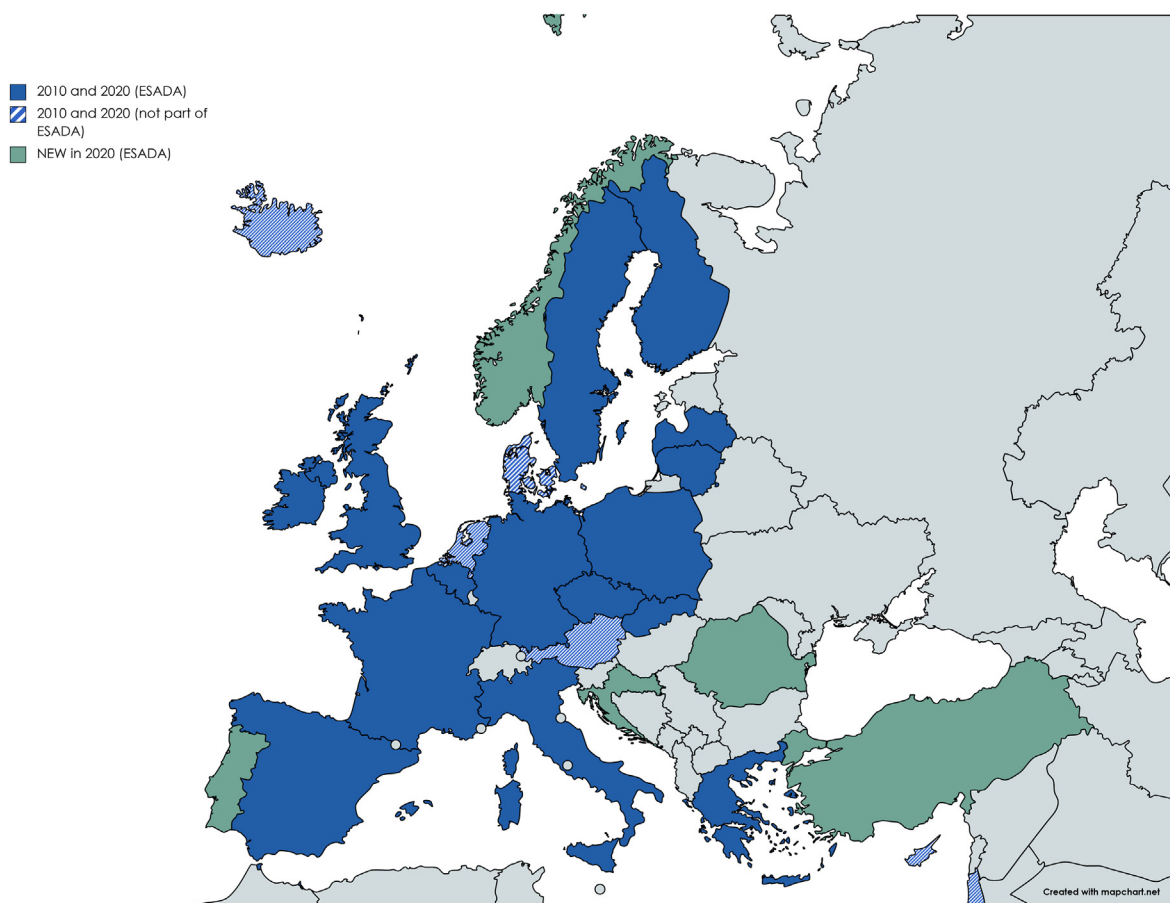 2010 and 2020 (ESADA)
2010 and 2020 (not part of
ESADA)
NEW in 2020 (ESADA)
Created with mapchart.net